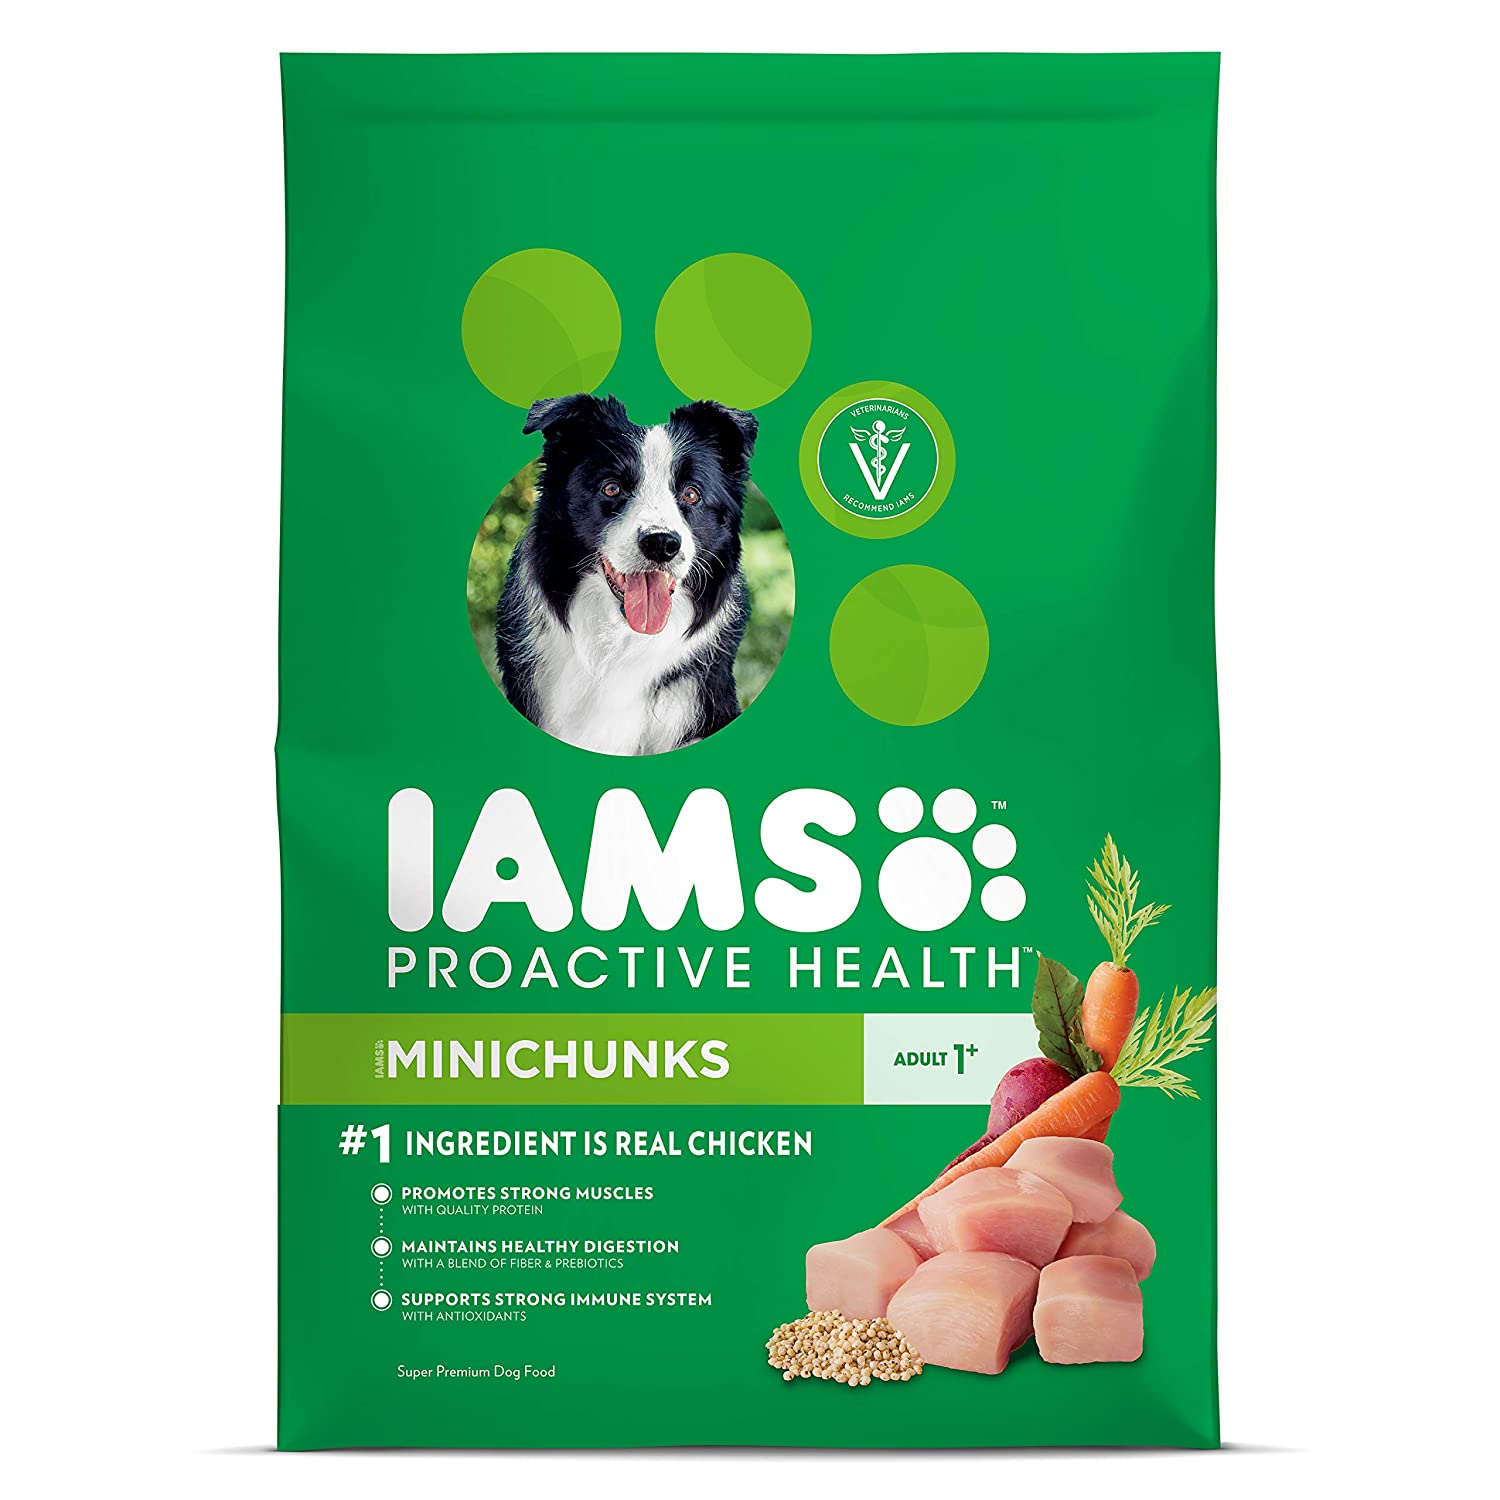 VETERINARIANS
V
RECOMMEND IAMS
IAMS ™
PROACTIVE HEALTH™
IAMS MINICHUNKS
ADULT 1+
#1 INGREDIENT IS REAL CHICKEN
PROMOTES STRONG MUSCLES
WITH QUALITY PROTEIN
MAINTAINS HEALTHY DIGESTION
WITH A BLEND OF FIBER & PREBIOTICS
SUPPORTS STRONG IMMUNE SYSTEM
WITH ANTIOXIDANTS
Super Premium Dog Food